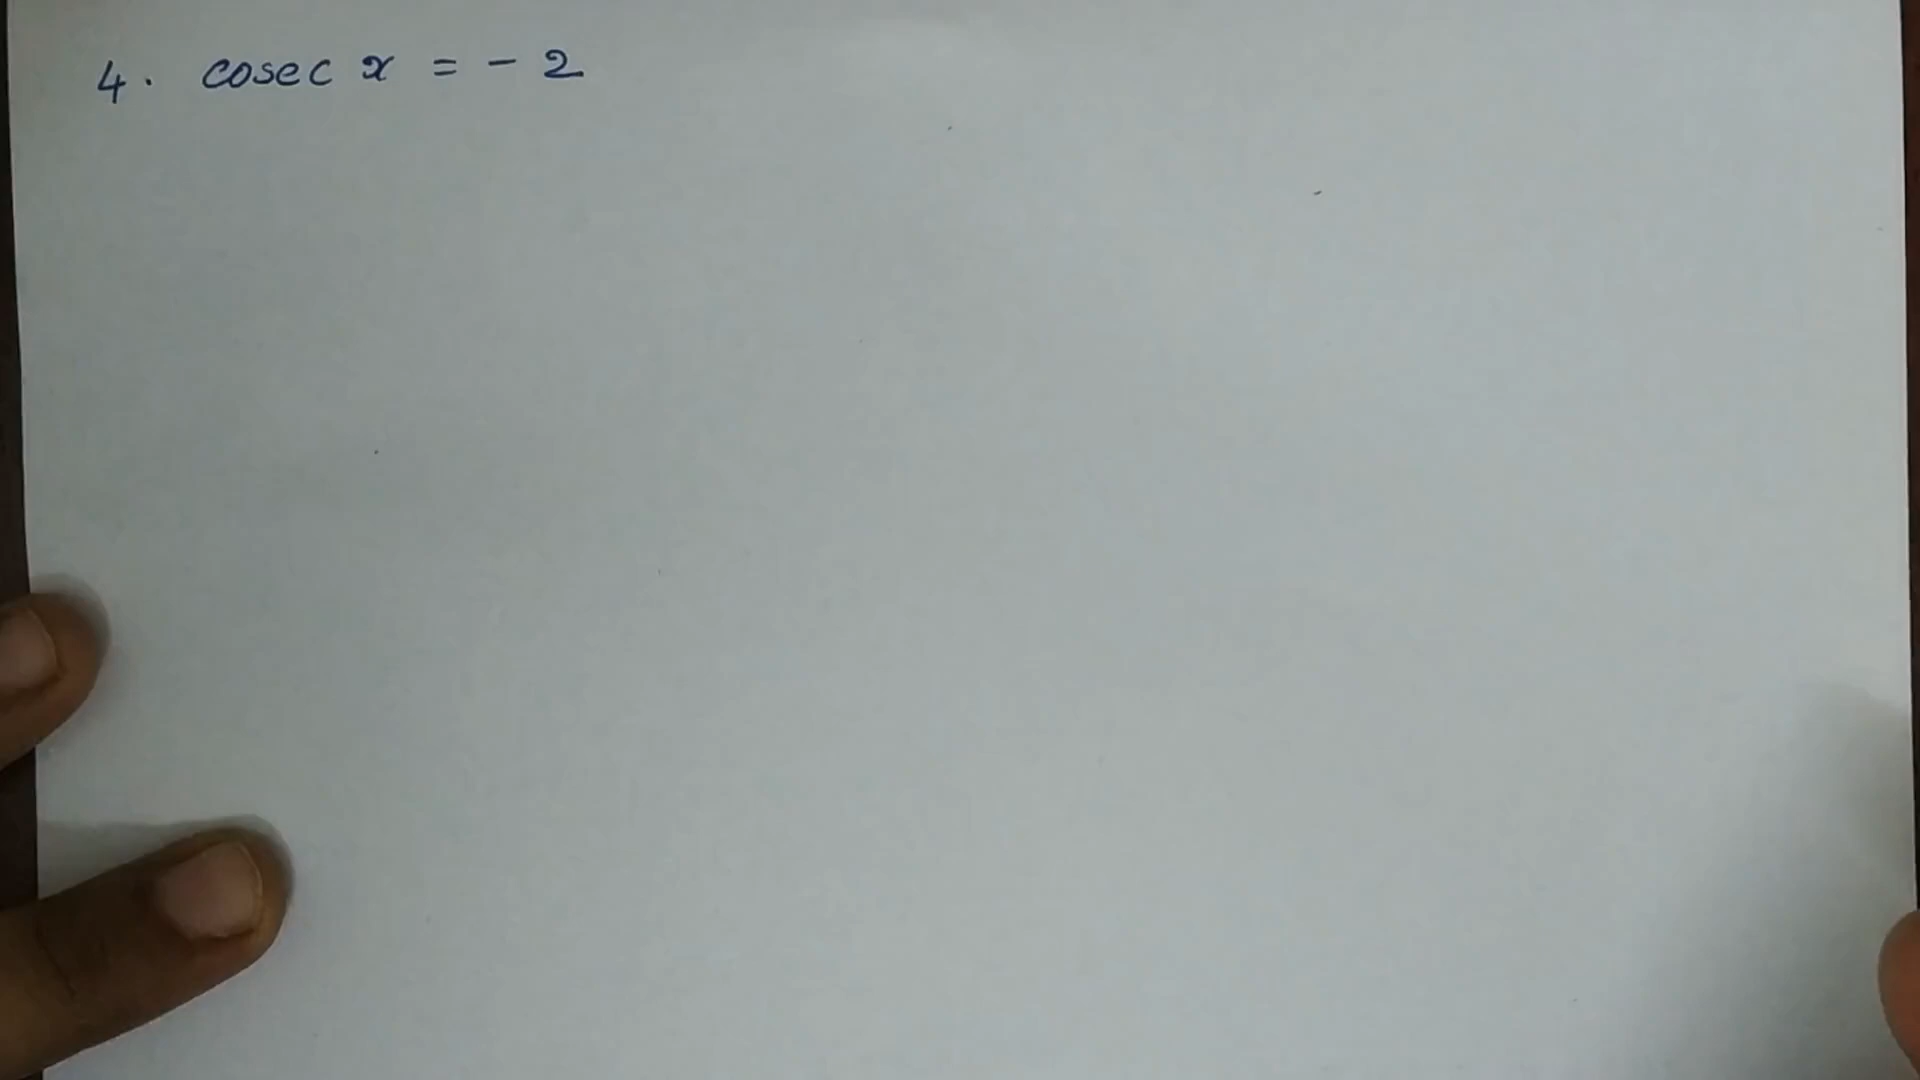 4. cosec x = - 2